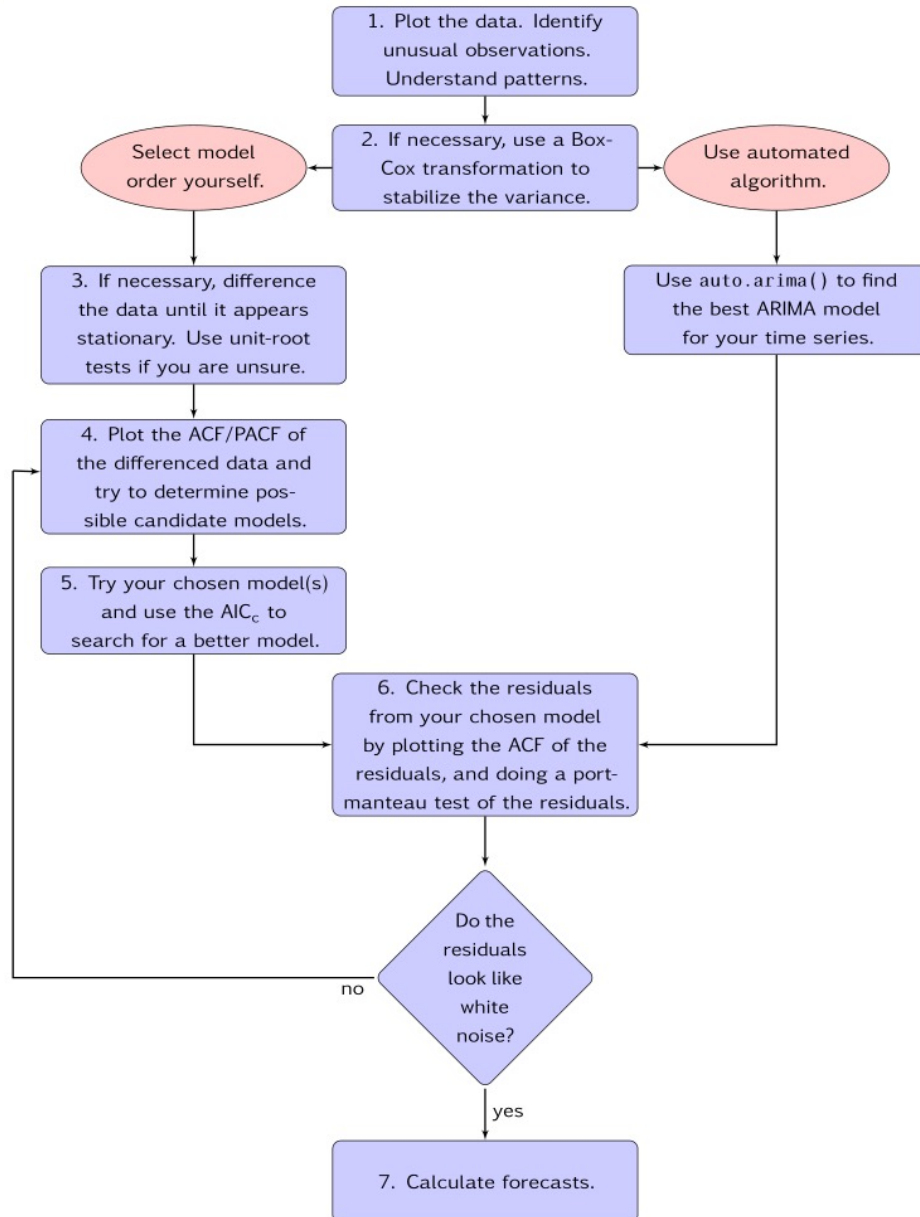 1. Plot the data. Identify
unusual observations.
Understand patterns.
Select model
order yourself.
2. If necessary, use a Box-
Cox transformation to
stabilize the variance.
Use automated
algorithm.
3. If necessary, difference
the data until it appears
stationary. Use unit-root
tests if you are unsure.
Use auto.arima() to find
the best ARIMA model
for your time series.
4. Plot the ACF/PACF of
the differenced data and
try to determine pos-
sible candidate models.
5. Try your chosen model(s)
and use the AICc to
search for a better model.
6. Check the residuals
from your chosen model
by plotting the ACF of the
residuals, and doing a port-
manteau test of the residuals.
Do the
residuals
look like
white
noise?
no
yes
7. Calculate forecasts.